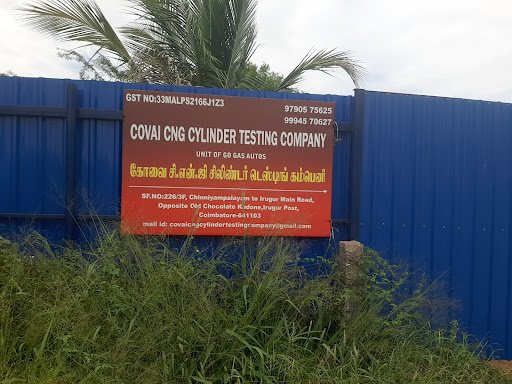 GST NO:33MALPS2166J1Z3
97905 75625
99945 70627
COVAI CNG CYLINDER TESTING COMPANY
UNIT OF GO GAS AUTOS
கோவை சி.என்.ஜி சிலிண்டர் டெஸ்டிங் கம்பெனி
SF.NO:226/3F, Chinniyampalayam to Irugur Main Road,
Opposite Old Chocolate Kudone,Irugur Post,
Coimbatore-641103
mail id: covaicngcylindertestingcompany@gmail.com